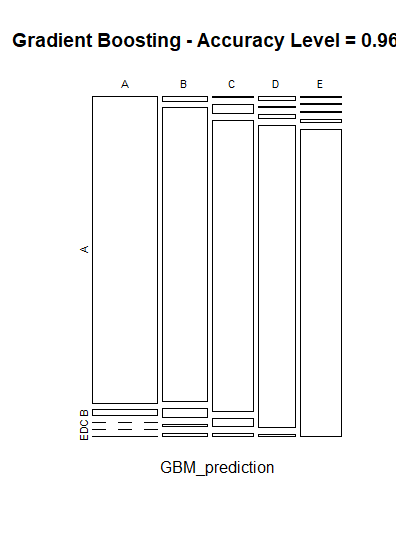 Gradient Boosting - Accuracy Level = 0.96
A B C D E
A
B
C
D
E
GBM_prediction